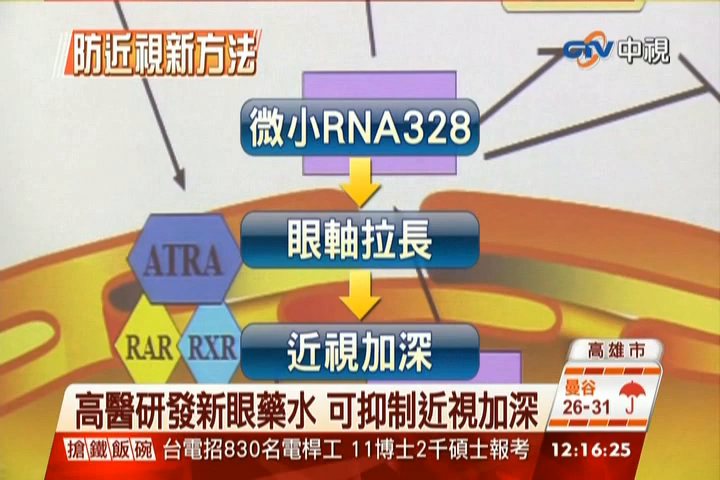 防近視新方法
CTV中視
微小RNA328
眼軸拉長
ATRA
RAR
RXR
近視加深
高雄市
曼谷
26-31
高醫研發新眼藥水 可抑制近視加深
搶鐵飯碗
台電招830名電桿工 11博士2千碩士報考
12:16:25